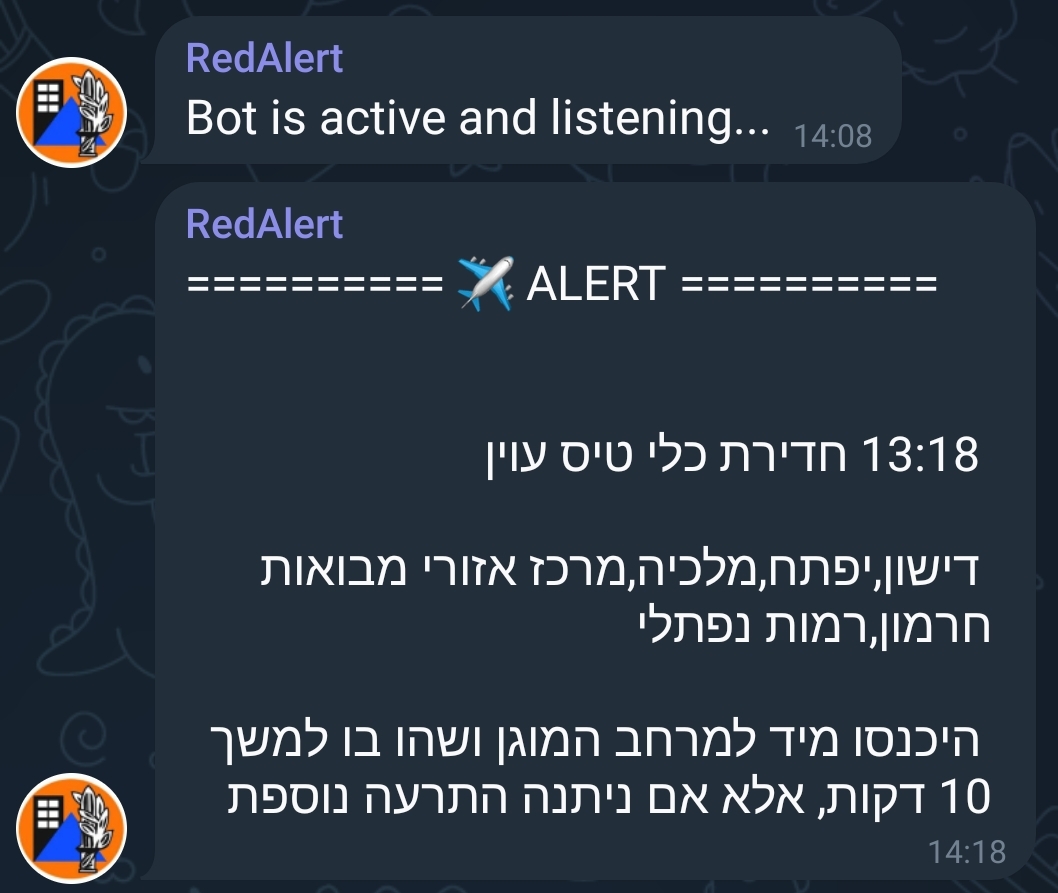 RedAlert
Bot is active and listening...
14:08
RedAlert
========== ✈️ ALERT ==========
13:18 חדירת כלי טיס עוין
דישון,יפתח,מלכיה,מרכז אזורי מבואות
חרמון,רמות נפתלי
היכנסו מיד למרחב המוגן ושהו בו למשך
10 דקות, אלא אם ניתנה התרעה נוספת
14:18